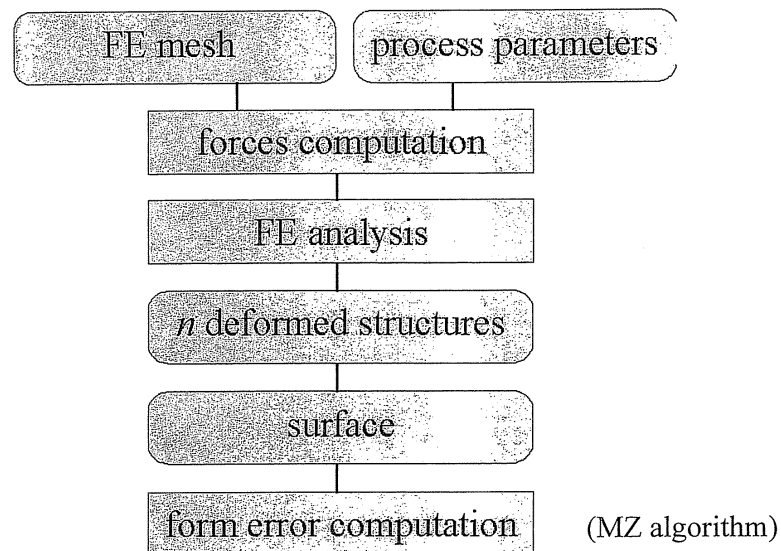 FE mesh
process parameters
forces computation
FE analysis
n deformed structures
surface
form error computation
(MZ algorithm)